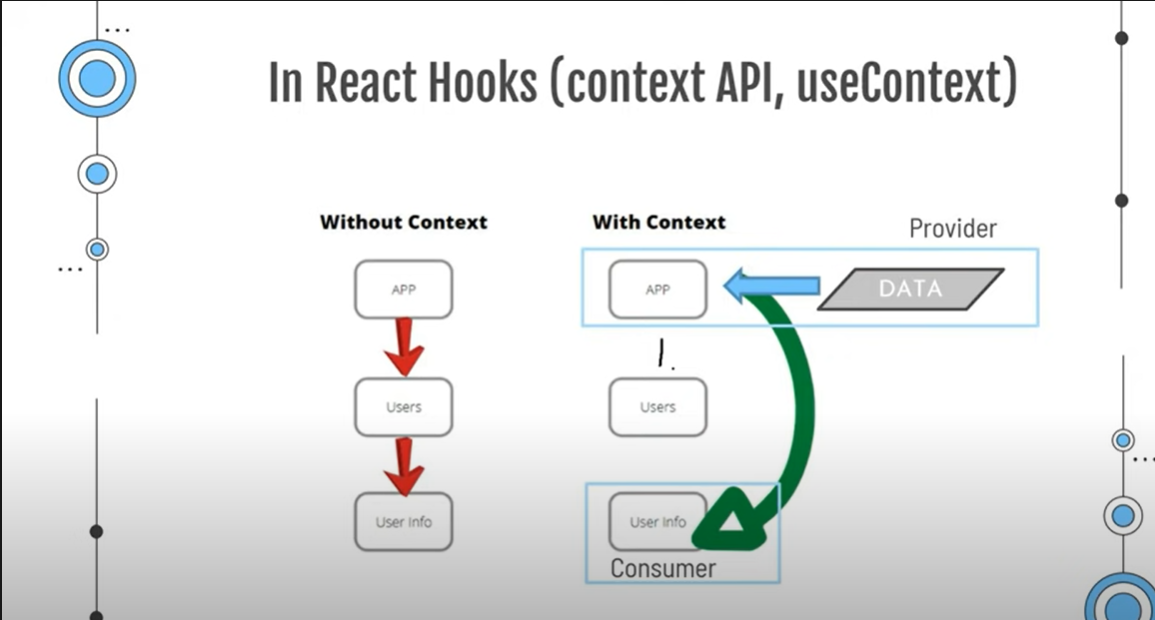 In React Hooks (context API, useContext)
Without Context
APP
Users
User Info
With Context
Provider
APP
DATA
1.
Users
User Info
Consumer